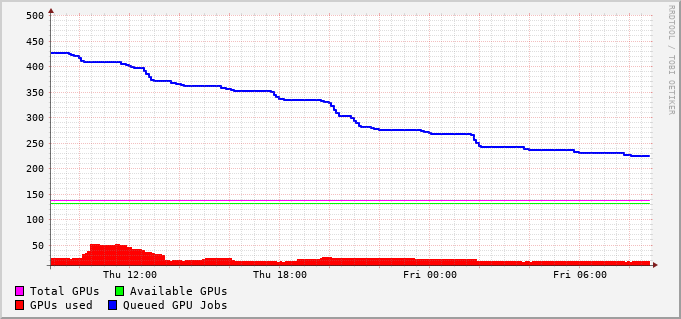 500
450
400
350
300
250
200
150
100
50
Thu 12:00 Thu 18:00 Fri 00:00 Fri 06:00
Total GPUs Available GPUs
GPUs used Queued GPU Jobs
RRDTOOL / TOBI OETIKER